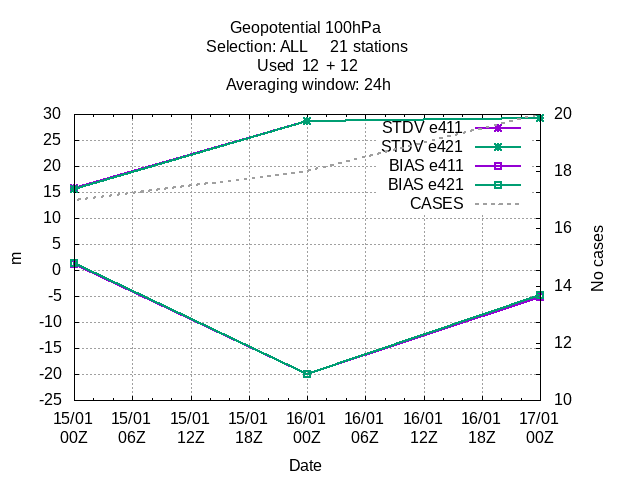 Geopotential 100hPa
Selection: ALL 21 stations
Used 12 + 12
Averaging window: 24h
30
25
20
15
10
5
0
-5
-10
-15
-20
-25
m
STDV e411
STDV e421
BIAS e411
BIAS e421
CASES
20
18
16
14
12
10
No cases
15/01 15/01 15/01 15/01 16/01 16/01 16/01 16/01 17/01
00Z 06Z 12Z 18Z 00Z 06Z 12Z 18Z 00Z
Date